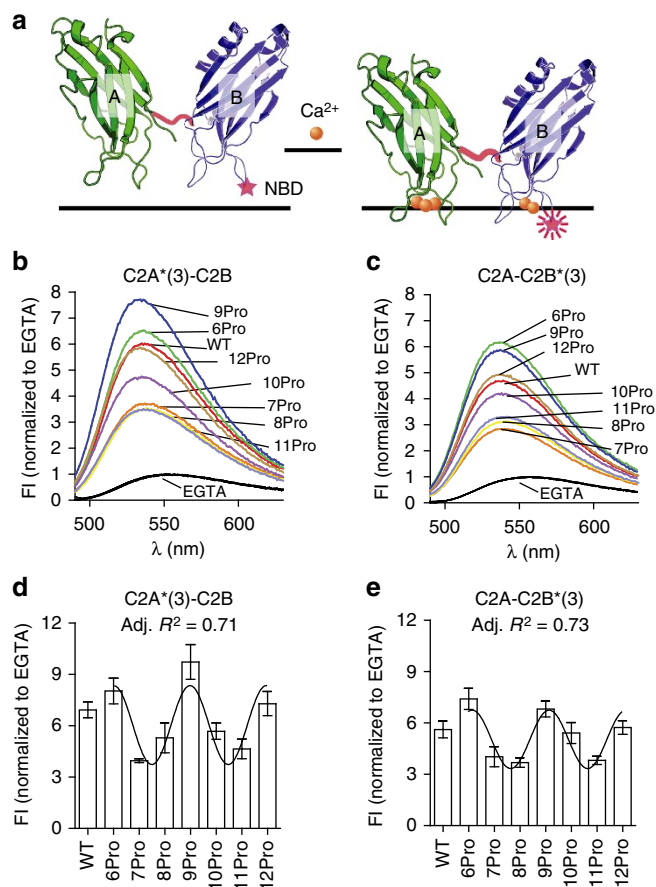 a
A
B
NBD
Ca2+
A
B
b
C2A*(3)-C2B
FI (normalized to EGTA)
8
7
6
5
4
3
2
1
0
9Pro
6Pro
WT
12Pro
10Pro
7Pro
8Pro
11Pro
EGTA
500 550 600
λ (nm)
c
C2A-C2B*(3)
FI (normalized to EGTA)
8
7
6
5
4
3
2
1
0
6Pro
9Pro
12Pro
WT
10Pro
11Pro
8Pro
7Pro
EGTA
500 550 600
λ (nm)
d
C2A*(3)-C2B
Adj. R2 = 0.71
FI (normalized to EGTA)
12
9
6
3
0
WT
6Pro
7Pro
8Pro
9Pro
10Pro
11Pro
12Pro
e
C2A-C2B*(3)
Adj. R2 = 0.73
FI (normalized to EGTA)
12
9
6
3
0
WT
6Pro
7Pro
8Pro
9Pro
10Pro
11Pro
12Pro